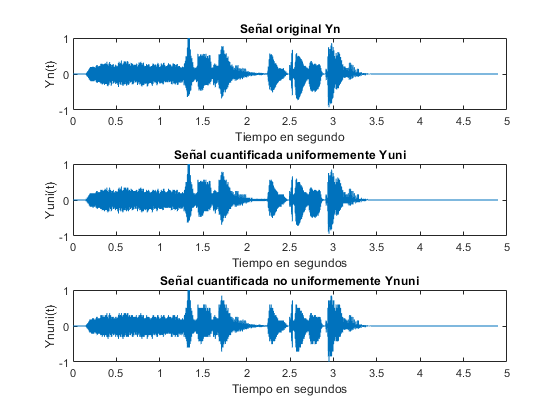 Señal original Yn
1
0
-1
Yn(t)
0 0.5 1 1.5 2 2.5 3 3.5 4 4.5 5
Tiempo en segundo
Señal cuantificada uniformemente Yuni
1
0
-1
Yuni(t)
0 0.5 1 1.5 2 2.5 3 3.5 4 4.5 5
Tiempo en segundos
Señal cuantificada no uniformemente Ynuni
1
0
-1
Ynuni(t)
0 0.5 1 1.5 2 2.5 3 3.5 4 4.5 5
Tiempo en segundos